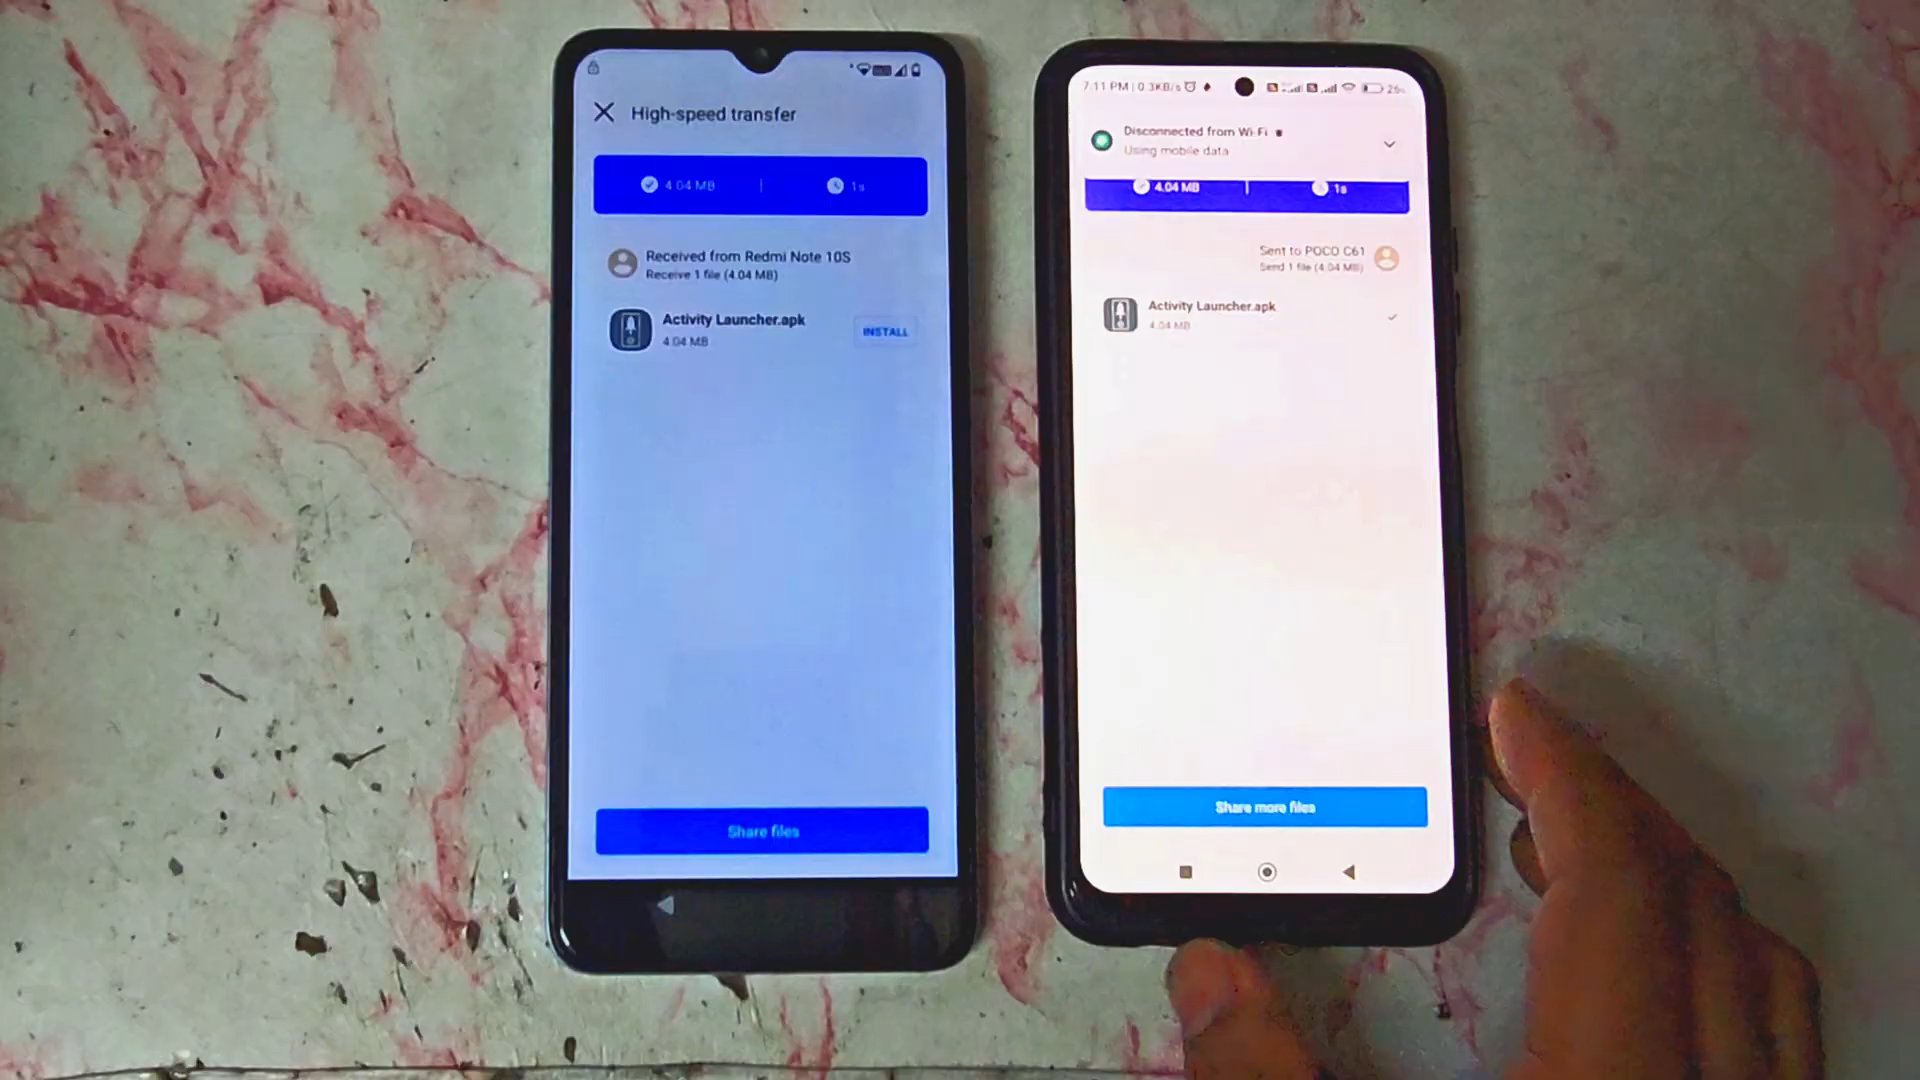 High-speed transfer
4.04 MB | 1s
Received from Redmi Note 10S
Receive 1 file (4.04 MB)
Activity Launcher.apk
4.04 MB
INSTALL
Share files
7:11 PM | 0.3KB/s
26
Disconnected from Wi-Fi
Using mobile data
4.04 MB | 1s
Sent to POCO C61
Send 1 file (4.04 MB)
Activity Launcher.apk
4.04 MB
Share more files